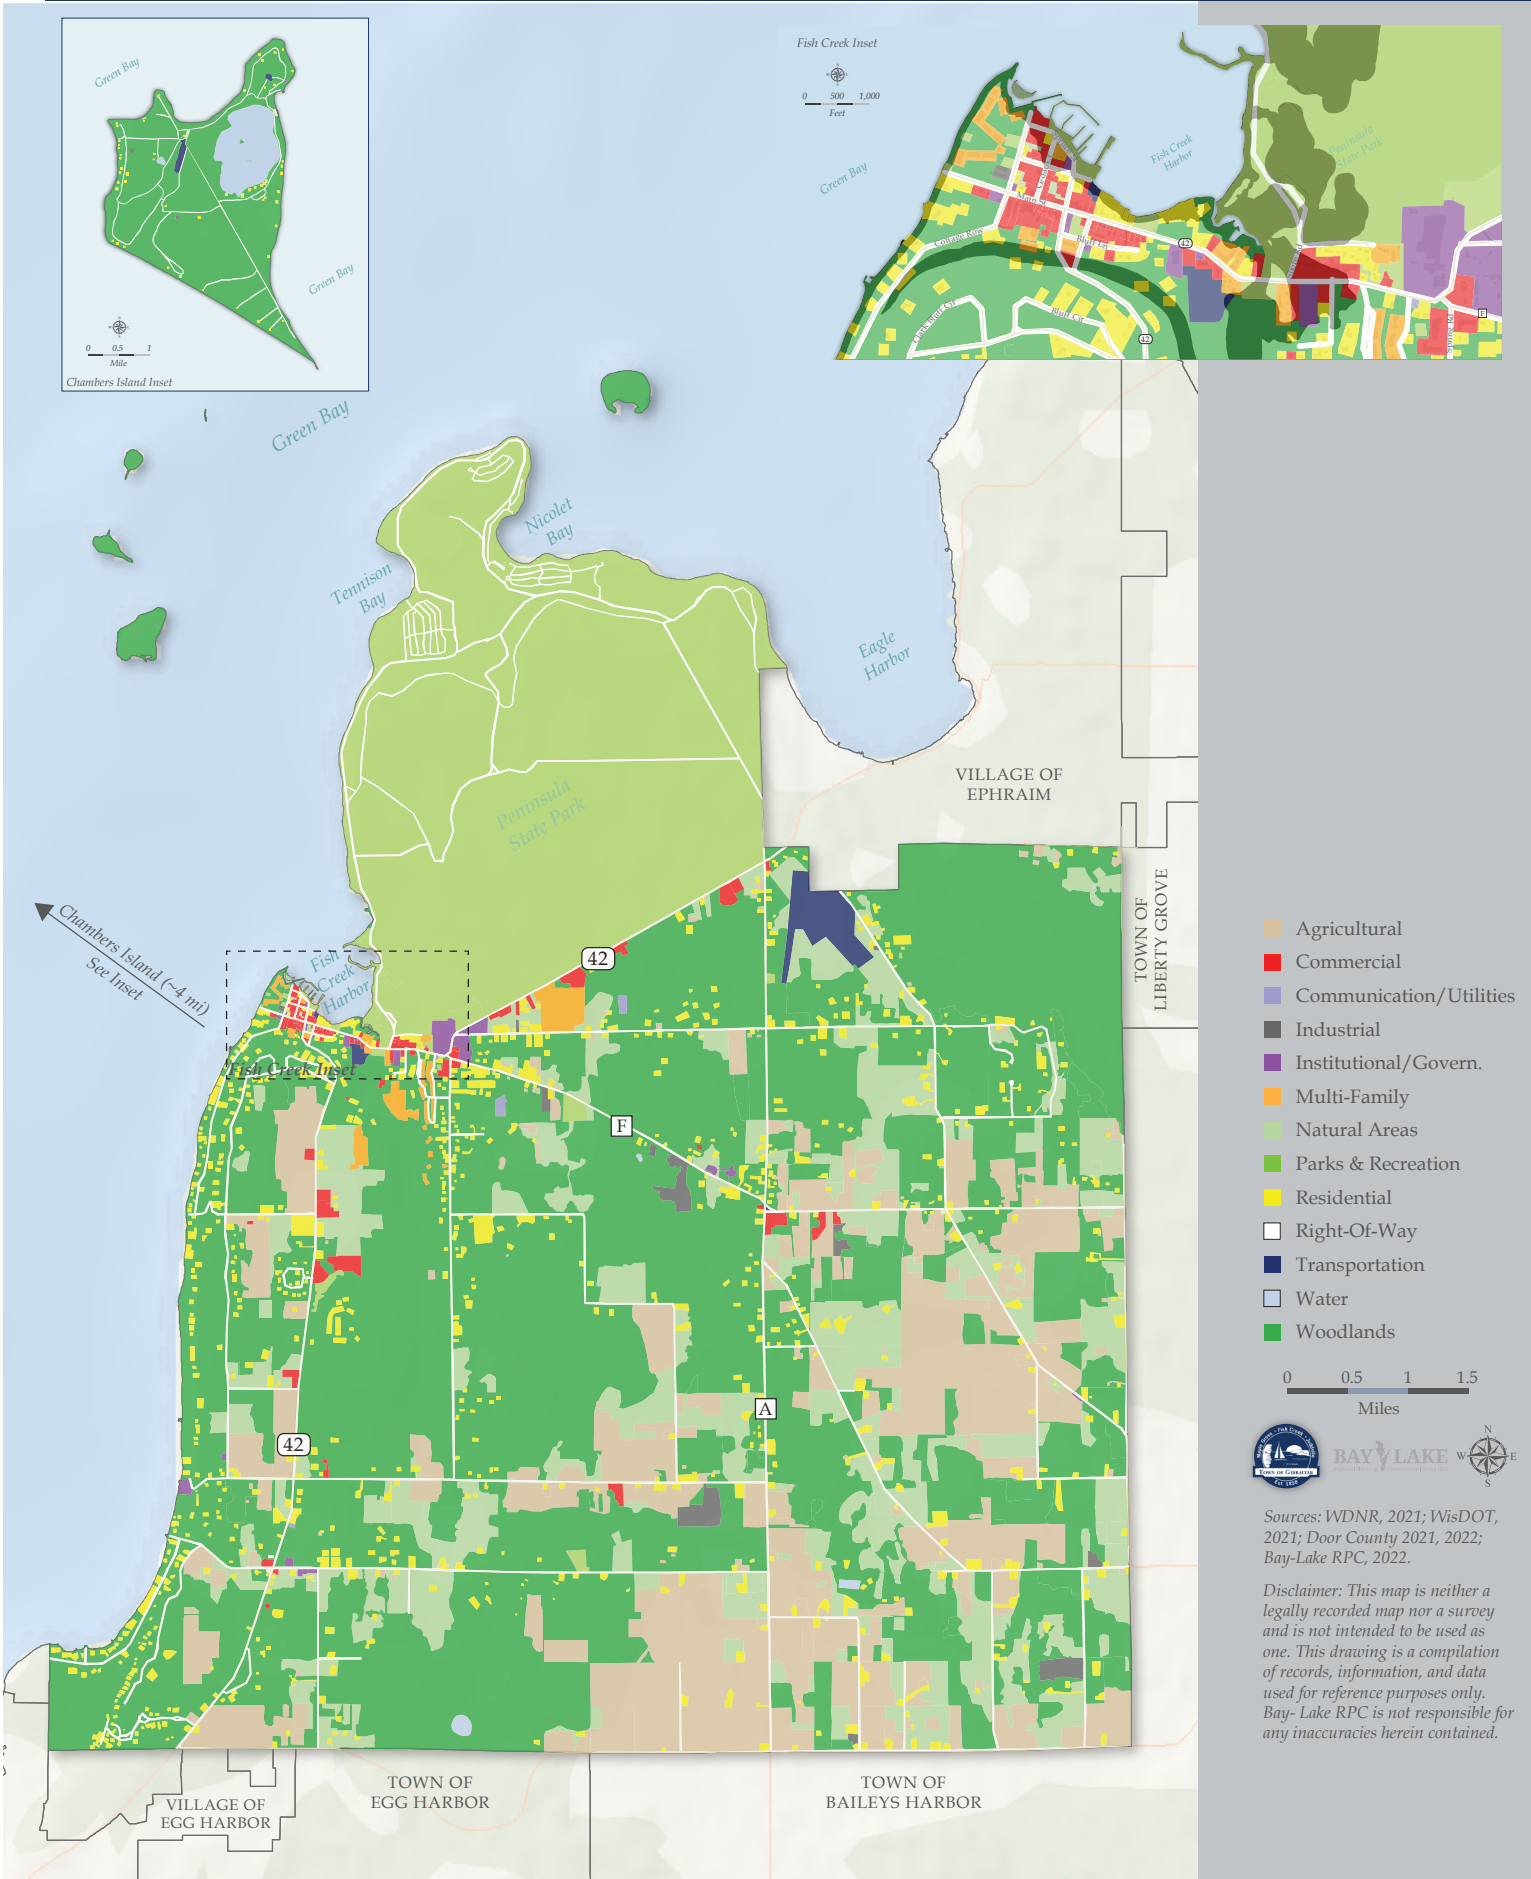 Green Bay
Green Bay
0 0.5 1
Mile
Chambers Island Inset
Fish Creek Inset
0 500 1,000
Feet
Green Bay
Fish Creek
Harbor
Peninsula
State Park
Main St
Cottage Row
Bluff Ln
42
Clark Bluff Cir
Bluff Cir
42
Spring Rd
F
Green Bay
Nicolet
Bay
Tennison
Bay
Eagle
Harbor
Peninsula
State Park
VILLAGE OF
EPHRAIM
TOWN OF
LIBERTY GROVE
Chambers Island (~4 mi)
See Inset
Fish
Creek
Harbor
Fish Creek Inset
42
F
A
42
Agricultural
Commercial
Communication/Utilities
Industrial
Institutional/Govern.
Multi-Family
Natural Areas
Parks & Recreation
Residential
Right-Of-Way
Transportation
Water
Woodlands
0 0.5 1 1.5
Miles
TOWN OF GIBRALTAR
BAY LAKE
N
W E
S
Sources: WDNR, 2021; WisDOT,
2021; Door County 2021, 2022;
Bay-Lake RPC, 2022.
Disclaimer: This map is neither a
legally recorded map nor a survey
and is not intended to be used as
one. This drawing is a compilation
of records, information, and data
used for reference purposes only.
Bay- Lake RPC is not responsible for
any inaccuracies herein contained.
TOWN OF
EGG HARBOR
TOWN OF
BAILEYS HARBOR
VILLAGE OF
EGG HARBOR